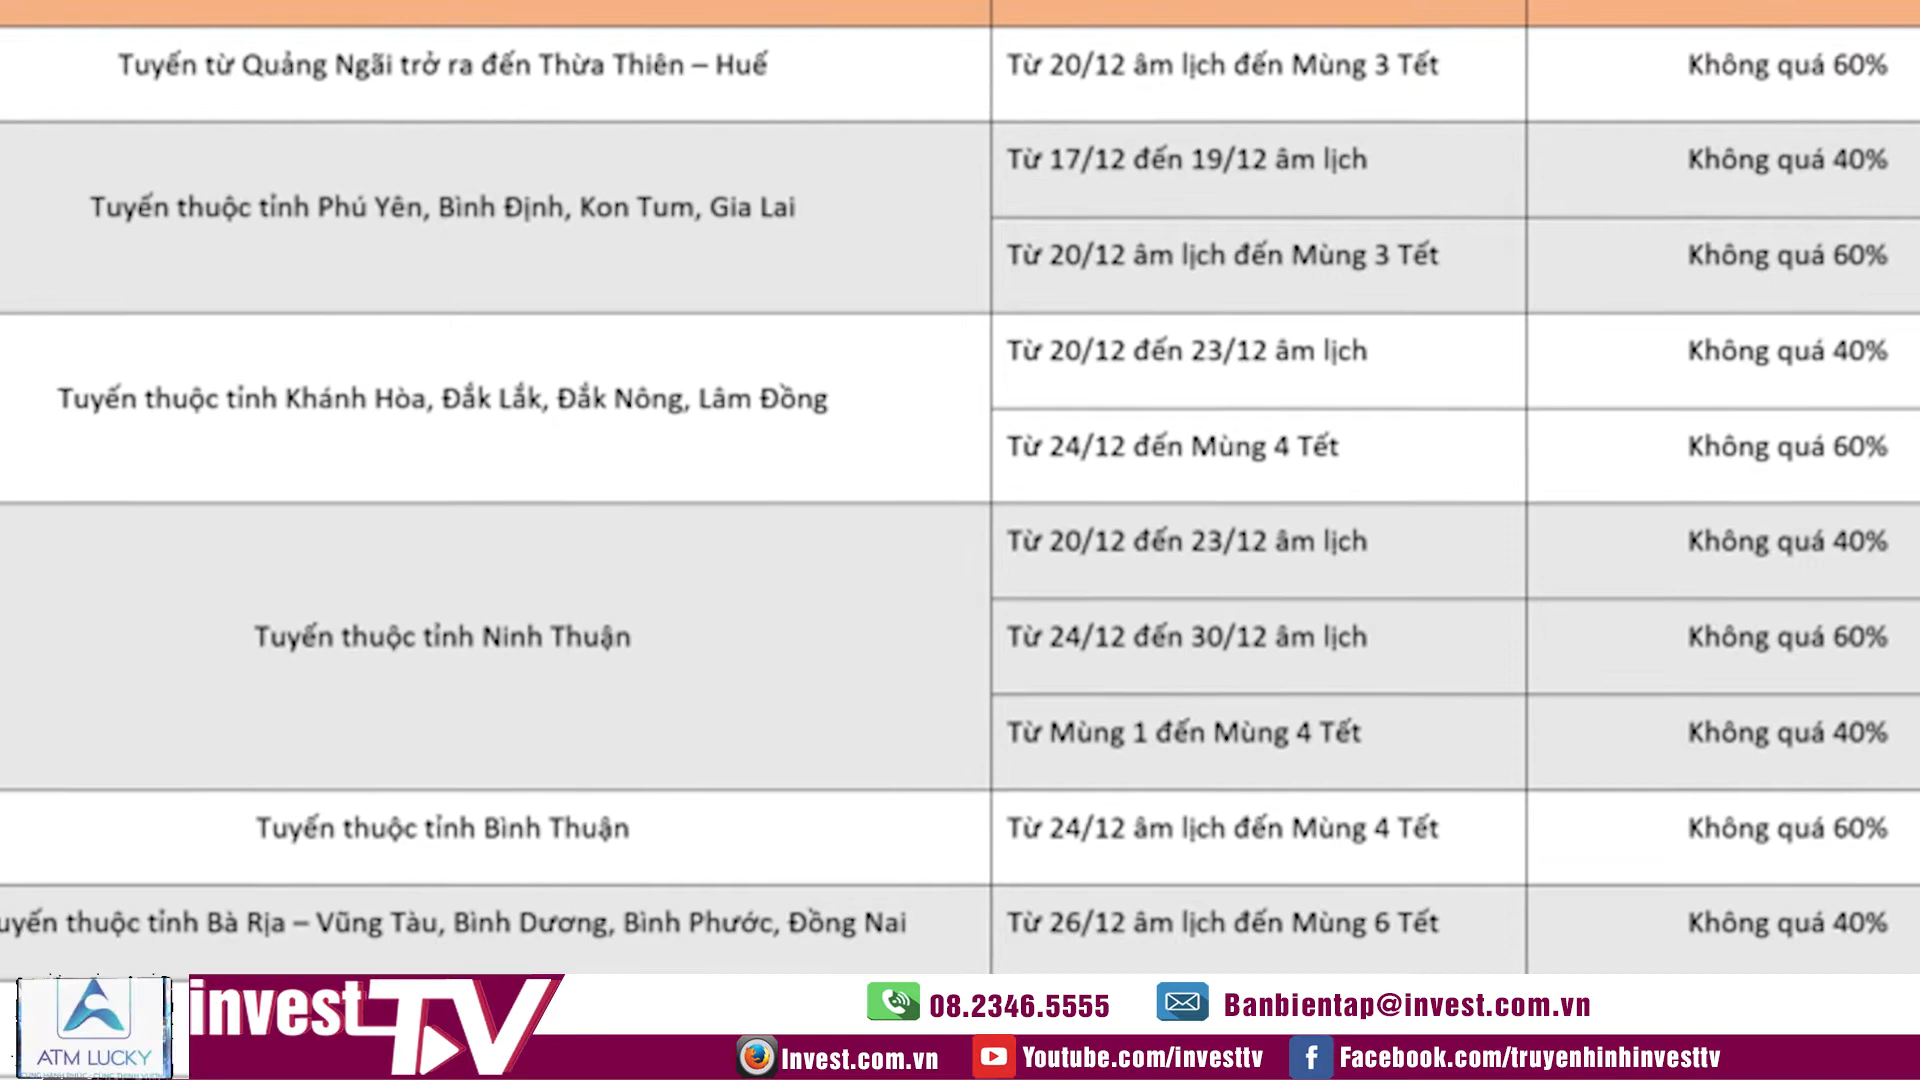 Tuyến từ Quảng Ngãi trở ra đến Thừa Thiên – Huế
Từ 20/12 âm lịch đến Mùng 3 Tết
Không quá 60%
Tuyến thuộc tỉnh Phú Yên, Bình Định, Kon Tum, Gia Lai
Từ 17/12 đến 19/12 âm lịch
Không quá 40%
Từ 20/12 âm lịch đến Mùng 3 Tết
Không quá 60%
Tuyến thuộc tỉnh Khánh Hòa, Đắk Lắk, Đắk Nông, Lâm Đồng
Từ 20/12 đến 23/12 âm lịch
Không quá 40%
Từ 24/12 đến Mùng 4 Tết
Không quá 60%
Tuyến thuộc tỉnh Ninh Thuận
Từ 20/12 đến 23/12 âm lịch
Không quá 40%
Từ 24/12 đến 30/12 âm lịch
Không quá 60%
Từ Mùng 1 đến Mùng 4 Tết
Không quá 40%
Tuyến thuộc tỉnh Bình Thuận
Từ 24/12 âm lịch đến Mùng 4 Tết
Không quá 60%
uyến thuộc tỉnh Bà Rịa – Vũng Tàu, Bình Dương, Bình Phước, Đồng Nai
Từ 26/12 âm lịch đến Mùng 6 Tết
Không quá 40%
ATM LUCKY
invest TV
08.2346.5555
Banbientap@invest.com.vn
Invest.com.vn
Youtube.com/investtv
Facebook.com/truyenhinhinvesttv